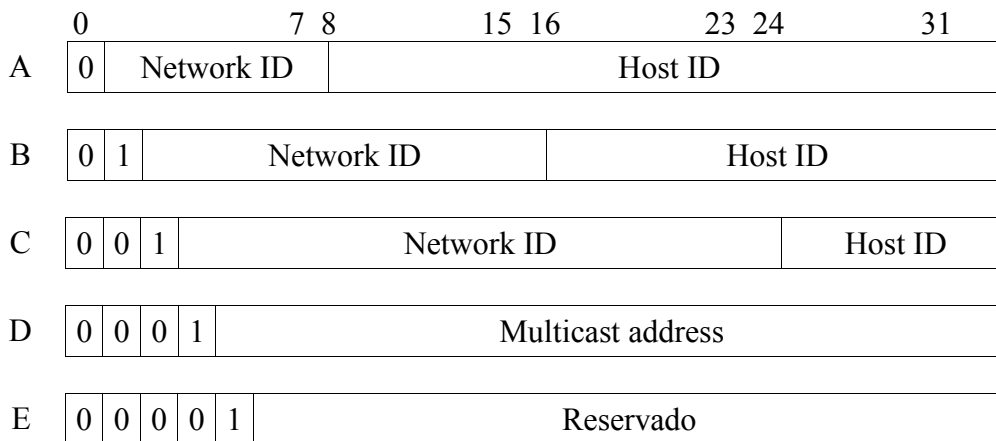 0 7 8 15 16 23 24 31
A 0 Network ID Host ID
B 0 1 Network ID Host ID
C 0 0 1 Network ID Host ID
D 0 0 0 1 Multicast address
E 0 0 0 0 1 Reservado